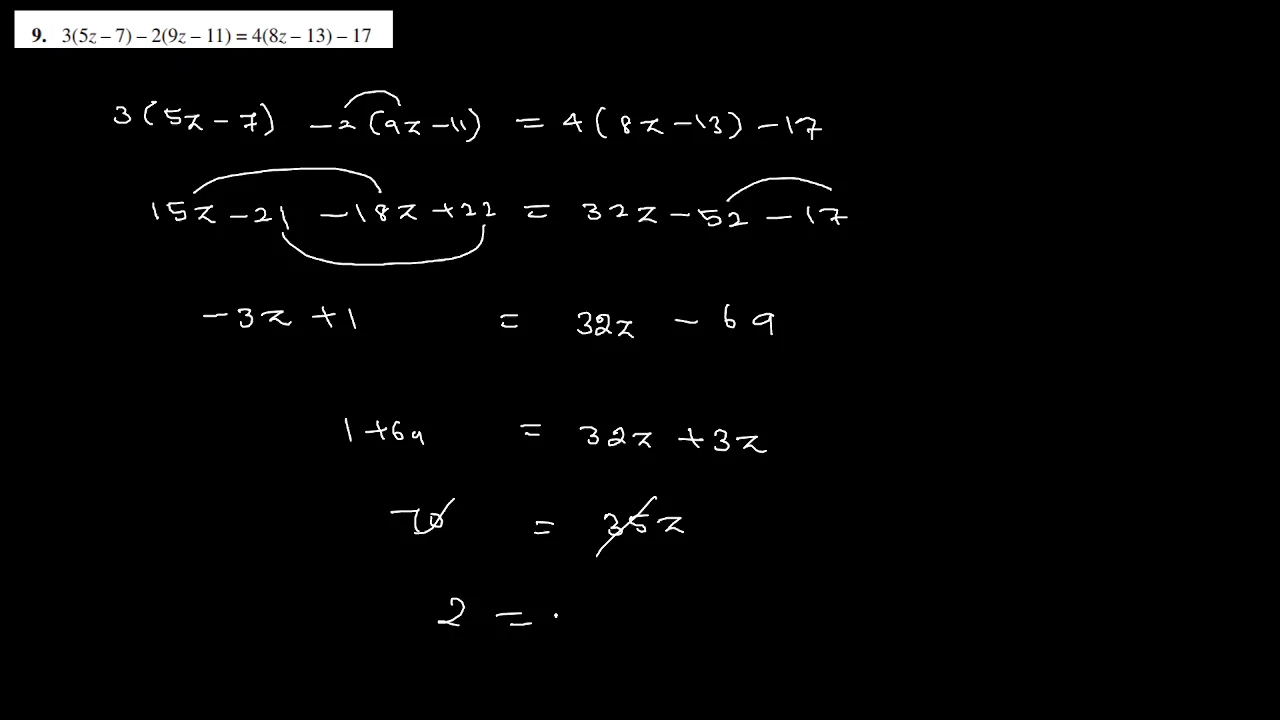 9. 3(5z – 7) – 2(9z – 11) = 4(8z – 13) – 17
3(5z - 7) - 2(9z - 11) = 4(8z - 13) - 17
15z - 21 - 18z + 22 = 32z - 52 - 17
- 3z + 1 = 32z - 69
1 + 69 = 32z + 3z
70 = 35z
2 =